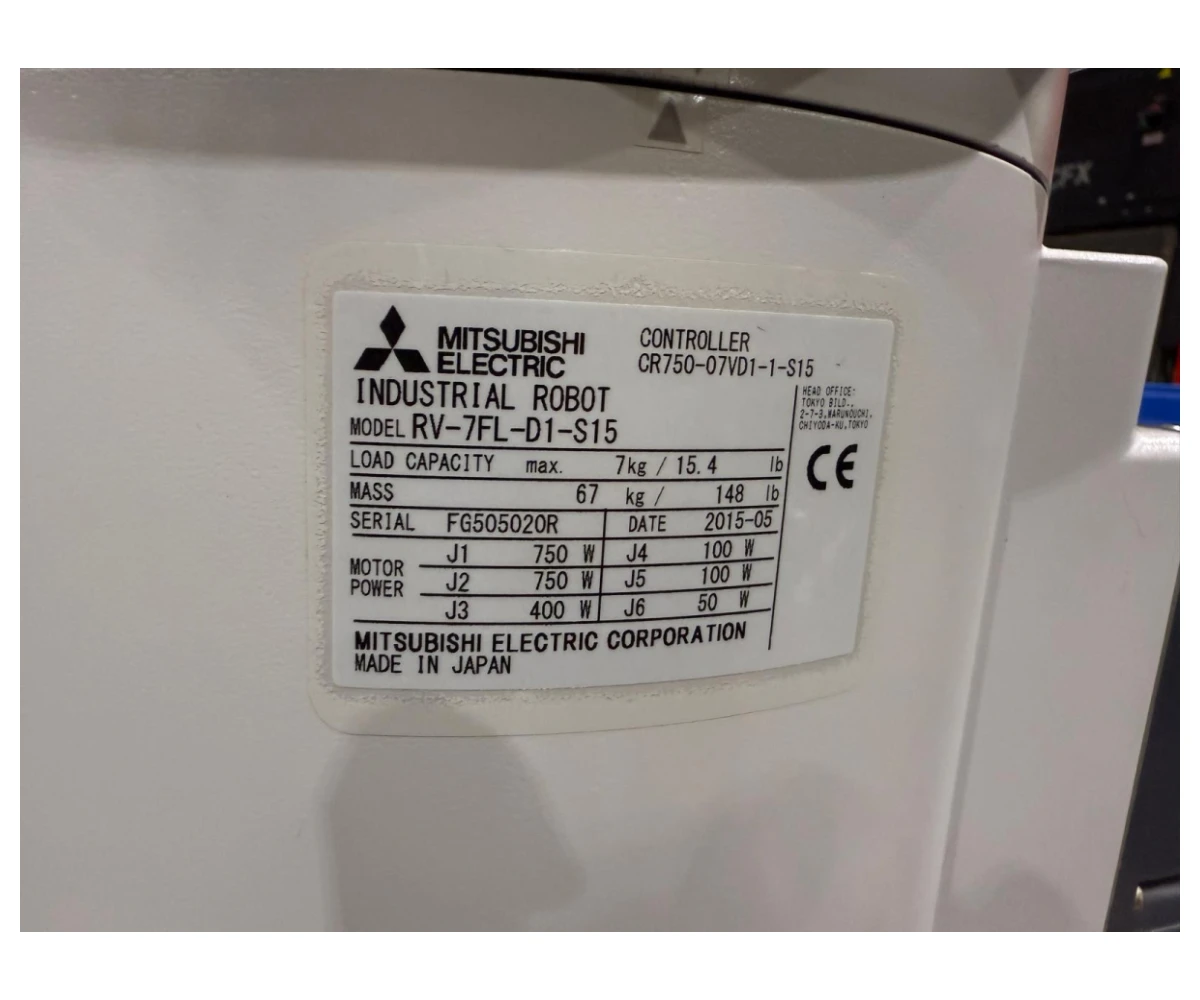 MITSUBISHI
ELECTRIC
CONTROLLER
CR750-07VD1-1-S15
INDUSTRIAL ROBOT
MODEL RV-7FL-D1-S15
HEAD OFFICE:
TOKYO BILD.,
2-7-3, MARUNOUCHI,
CHIYODA-KU, TOKYO
CE
LOAD CAPACITY max. 7kg / 15.4 lb
MASS 67 kg / 148 lb
SERIAL FG505020R DATE 2015-05
MOTOR POWER
J1 750 W J4 100 W
J2 750 W J5 100 W
J3 400 W J6 50 W
MITSUBISHI ELECTRIC CORPORATION
MADE IN JAPAN